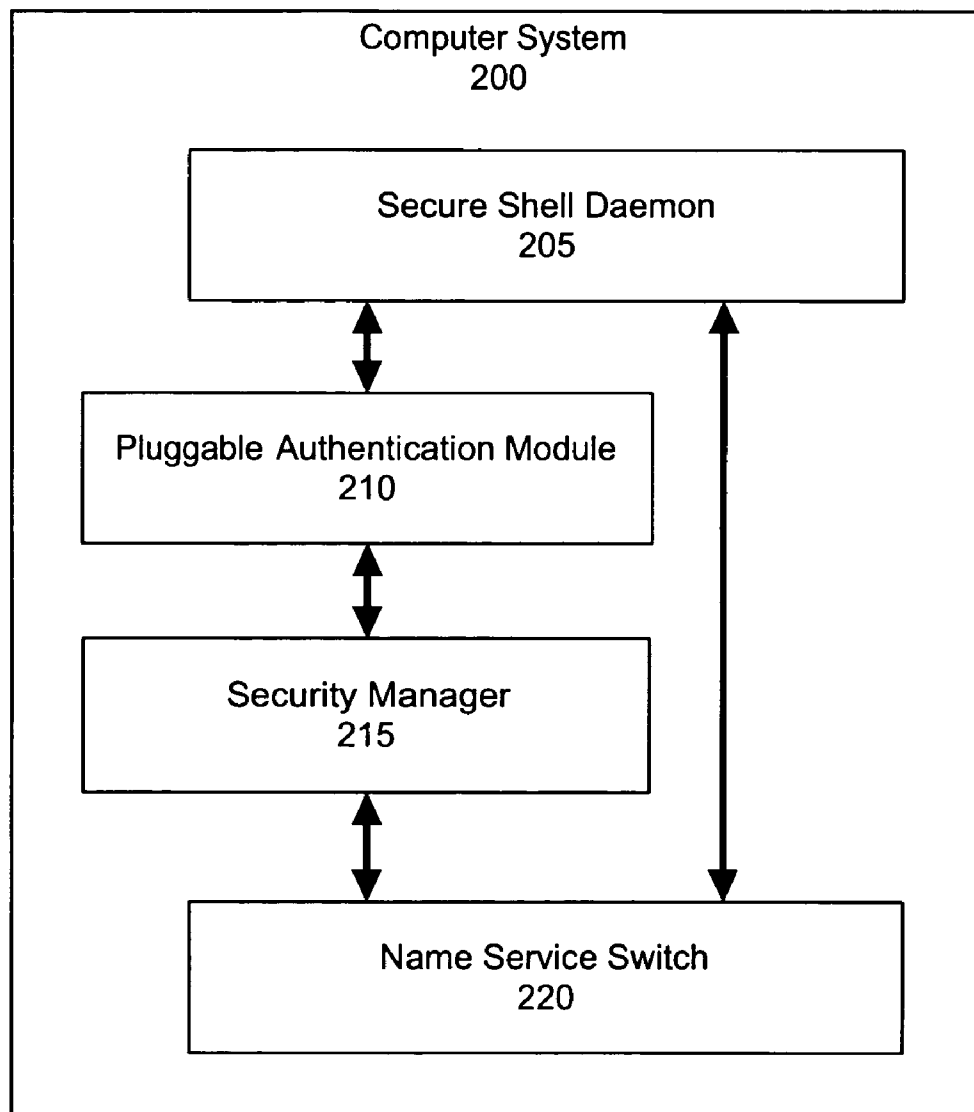 Computer System
200
Secure Shell Daemon
205
Pluggable Authentication Module
210
Security Manager
215
Name Service Switch
220